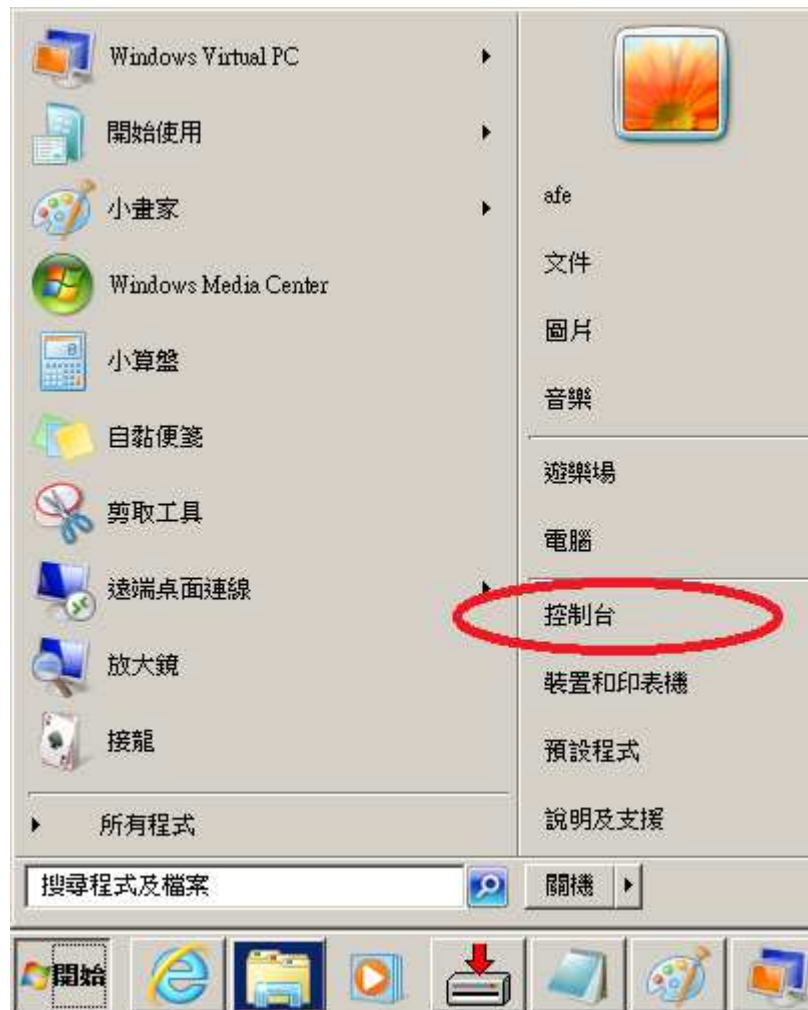 Windows Virtual PC
開始使用
小畫家
Windows Media Center
小算盤
自黏便箋
剪取工具
遠端桌面連線
放大鏡
接龍
所有程式
搜尋程式及檔案
afe
文件
圖片
音樂
遊樂場
電腦
控制台
裝置和印表機
預設程式
說明及支援
關機
開始